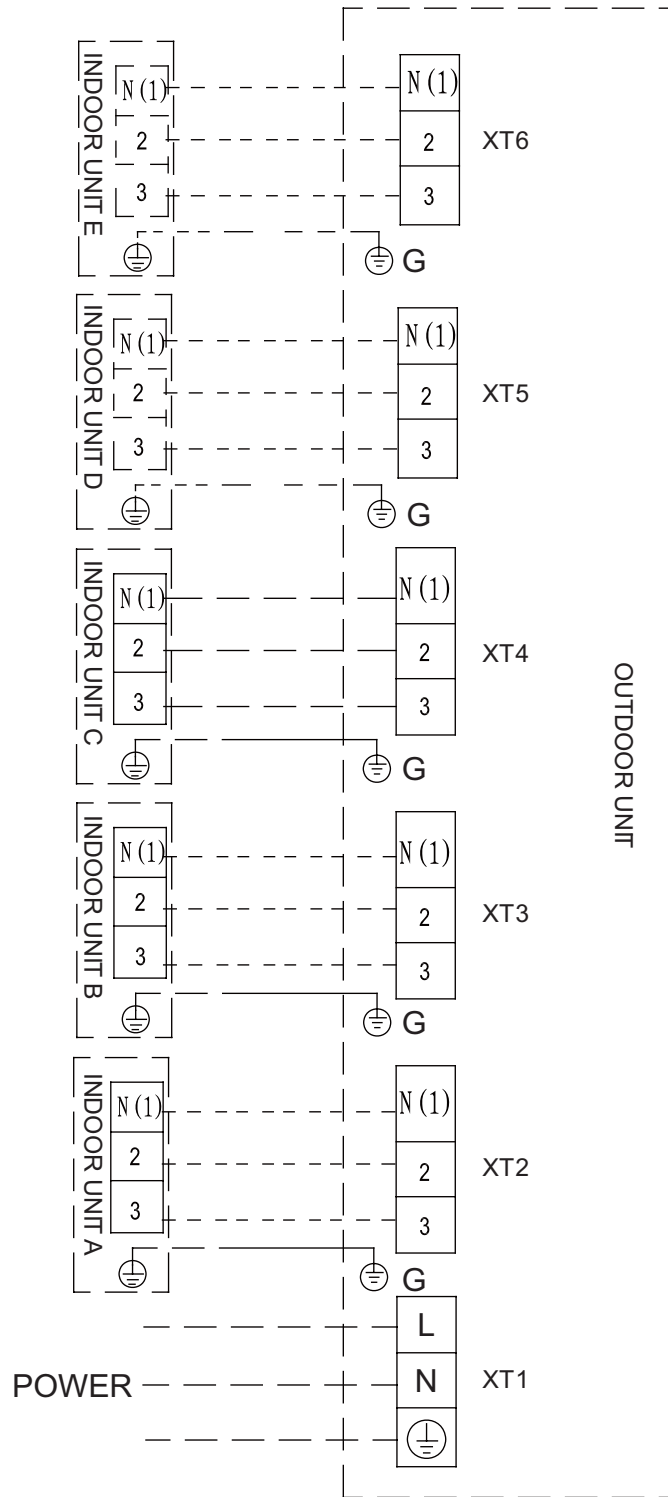 INDOOR UNIT E
N(1)
2
3
N(1)
2
3
XT6
G
INDOOR UNIT D
N(1)
2
3
N(1)
2
3
XT5
G
INDOOR UNIT C
N(1)
2
3
N(1)
2
3
XT4
G
OUTDOOR UNIT
INDOOR UNIT B
N(1)
2
3
N(1)
2
3
XT3
G
INDOOR UNIT A
N(1)
2
3
N(1)
2
3
XT2
G
POWER
L
N
XT1